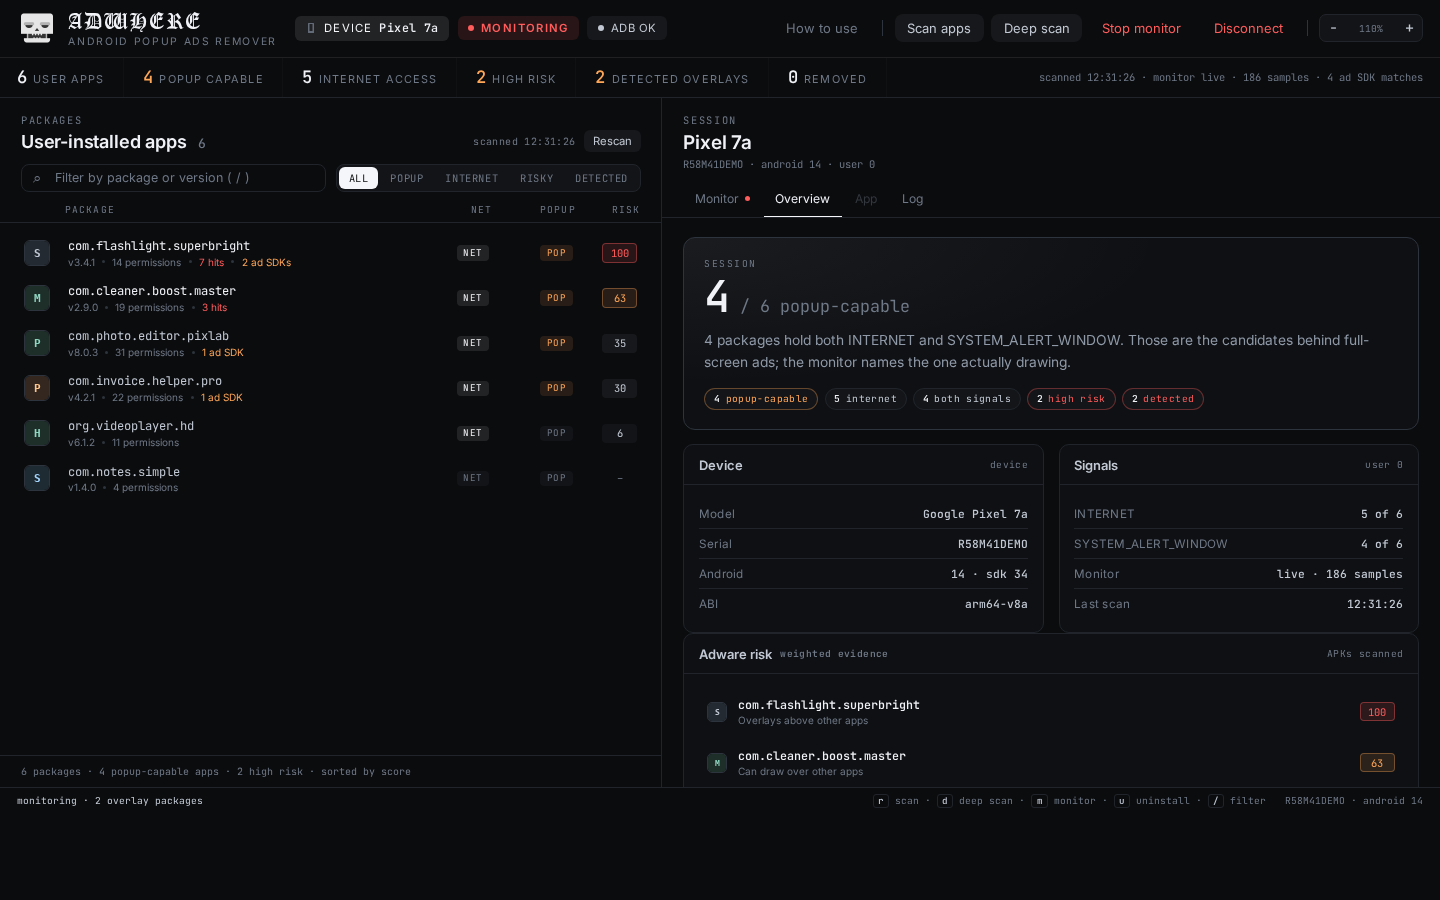 ADWHERE
ANDROID POPUP ADS REMOVER
DEVICE Pixel 7a
MONITORING
ADB OK
How to use
Scan apps
Deep scan
Stop monitor
Disconnect
- 110% +
6 USER APPS
4 POPUP CAPABLE
5 INTERNET ACCESS
2 HIGH RISK
2 DETECTED OVERLAYS
0 REMOVED
scanned 12:31:26 · monitor live · 186 samples · 4 ad SDK matches
PACKAGES
User-installed apps 6
scanned 12:31:26
Rescan
Filter by package or version ( / )
ALL POPUP INTERNET RISKY DETECTED
PACKAGE NET POPUP RISK
S com.flashlight.superbright NET POP 100
v3.4.1 • 14 permissions • 7 hits • 2 ad SDKs
M com.cleaner.boost.master NET POP 63
v2.9.0 • 19 permissions • 3 hits
P com.photo.editor.pixlab NET POP 35
v8.0.3 • 31 permissions • 1 ad SDK
P com.invoice.helper.pro NET POP 30
v4.2.1 • 22 permissions • 1 ad SDK
H org.videoplayer.hd NET POP 6
v6.1.2 • 11 permissions
S com.notes.simple NET POP –
v1.4.0 • 4 permissions
6 packages · 4 popup-capable apps · 2 high risk · sorted by score
SESSION
Pixel 7a
R58M41DEMO · android 14 · user 0
Monitor • Overview App Log
SESSION
4 / 6 popup-capable
4 packages hold both INTERNET and SYSTEM_ALERT_WINDOW. Those are the candidates behind full-
screen ads; the monitor names the one actually drawing.
4 popup-capable 5 internet 4 both signals 2 high risk 2 detected
Device device
Model Google Pixel 7a
Serial R58M41DEMO
Android 14 · sdk 34
ABI arm64-v8a
Signals user 0
INTERNET 5 of 6
SYSTEM_ALERT_WINDOW 4 of 6
Monitor live · 186 samples
Last scan 12:31:26
Adware risk weighted evidence APKs scanned
S com.flashlight.superbright 100
Overlays above other apps
M com.cleaner.boost.master 63
Can draw over other apps
monitoring · 2 overlay packages
r scan · d deep scan · m monitor · u uninstall · / filter R58M41DEMO · android 14